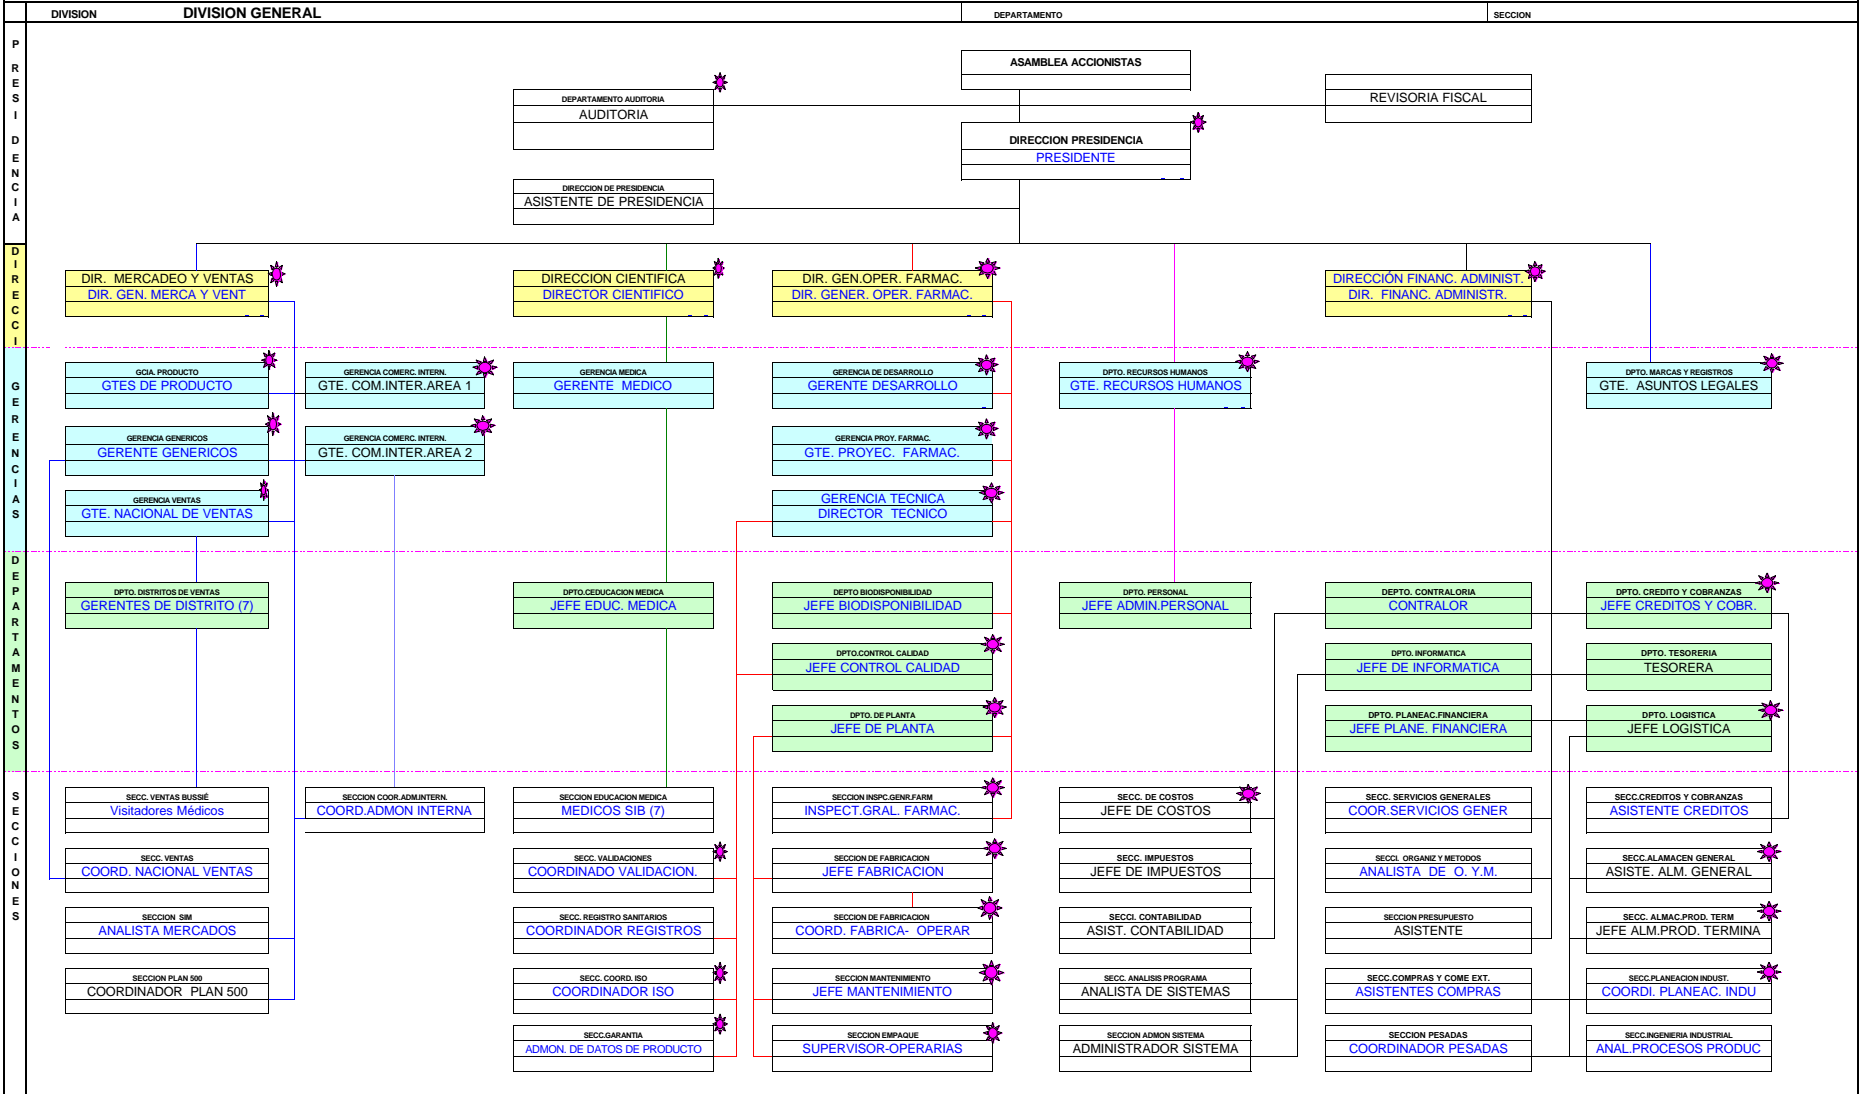 DIVISION
DIVISION GENERAL
DEPARTAMENTO
SECCION
P R E S I D E N C I A
ASAMBLEA ACCIONISTAS
DEPARTAMENTO AUDITORIA
AUDITORIA
REVISORIA FISCAL
DIRECCION PRESIDENCIA
PRESIDENTE
DIRECCION DE PRESIDENCIA
ASISTENTE DE PRESIDENCIA
D I R E C C I
DIR. MERCADEO Y VENTAS
DIR. GEN. MERCA Y VENT
DIRECCION CIENTIFICA
DIRECTOR CIENTIFICO
DIR. GEN.OPER. FARMAC.
DIR. GENER. OPER. FARMAC.
DIRECCIÓN FINANC. ADMINIST.
DIR. FINANC. ADMINISTR.
G E R E N C I A S
GCIA. PRODUCTO
GTES DE PRODUCTO
GERENCIA COMERC. INTERN.
GTE. COM.INTER.AREA 1
GERENCIA MEDICA
GERENTE MEDICO
GERENCIA DE DESARROLLO
GERENTE DESARROLLO
DPTO. RECURSOS HUMANOS
GTE. RECURSOS HUMANOS
DPTO. MARCAS Y REGISTROS
GTE. ASUNTOS LEGALES
GERENCIA GENERICOS
GERENTE GENERICOS
GERENCIA COMERC. INTERN.
GTE. COM.INTER.AREA 2
GERENCIA PROY. FARMAC.
GTE. PROYEC. FARMAC.
GERENCIA VENTAS
GTE. NACIONAL DE VENTAS
GERENCIA TECNICA
DIRECTOR TECNICO
D E P A R T A M E N T O S
DPTO. DISTRITOS DE VENTAS
GERENTES DE DISTRITO (7)
DPTO.CEDUCACION MEDICA
JEFE EDUC. MEDICA
DEPTO BIODISPONIBILIDAD
JEFE BIODISPONIBILIDAD
DPTO. PERSONAL
JEFE ADMIN.PERSONAL
DEPTO. CONTRALORIA
CONTRALOR
DPTO. CREDITO Y COBRANZAS
JEFE CREDITOS Y COBR.
DPTO.CONTROL CALIDAD
JEFE CONTROL CALIDAD
DPTO. INFORMATICA
JEFE DE INFORMATICA
DPTO. TESORERIA
TESORERA
DPTO. DE PLANTA
JEFE DE PLANTA
DPTO. PLANEAC.FINANCIERA
JEFE PLANE. FINANCIERA
DPTO. LOGISTICA
JEFE LOGISTICA
S E C C I O N E S
SECC. VENTAS BUSSIÉ
Visitadores Médicos
SECCION COOR.ADM.INTERN.
COORD.ADMON INTERNA
SECCION EDUCACION MEDICA
MEDICOS SIB (7)
SECCION INSPC.GENR.FARM
INSPECT.GRAL. FARMAC.
SECC. DE COSTOS
JEFE DE COSTOS
SECC. SERVICIOS GENERALES
COOR.SERVICIOS GENER
SECC.CREDITOS Y COBRANZAS
ASISTENTE CREDITOS
SECC. VENTAS
COORD. NACIONAL VENTAS
SECC. VALIDACIONES
COORDINADO VALIDACION.
SECCION DE FABRICACION
JEFE FABRICACION
SECC. IMPUESTOS
JEFE DE IMPUESTOS
SECCI. ORGANIZ Y METODOS
ANALISTA DE O. Y.M.
SECC.ALAMACEN GENERAL
ASISTE. ALM. GENERAL
SECCION SIM
ANALISTA MERCADOS
SECC. REGISTRO SANITARIOS
COORDINADOR REGISTROS
SECCION DE FABRICACION
COORD. FABRICA- OPERAR
SECCI. CONTABILIDAD
ASIST. CONTABILIDAD
SECCION PRESUPUESTO
ASISTENTE
SECC. ALMAC.PROD. TERM
JEFE ALM.PROD. TERMINA
SECCION PLAN 500
COORDINADOR PLAN 500
SECC. COORD. ISO
COORDINADOR ISO
SECCION MANTENIMIENTO
JEFE MANTENIMIENTO
SECC. ANALISIS PROGRAMA
ANALISTA DE SISTEMAS
SECC.COMPRAS Y COME EXT.
ASISTENTES COMPRAS
SECC.PLANEACION INDUST.
COORDI. PLANEAC. INDU
SECC.GARANTIA
ADMON. DE DATOS DE PRODUCTO
SECCION EMPAQUE
SUPERVISOR-OPERARIAS
SECCION ADMON SISTEMA
ADMINISTRADOR SISTEMA
SECCION PESADAS
COORDINADOR PESADAS
SECC.INGENIERIA INDUSTRIAL
ANAL.PROCESOS PRODUC